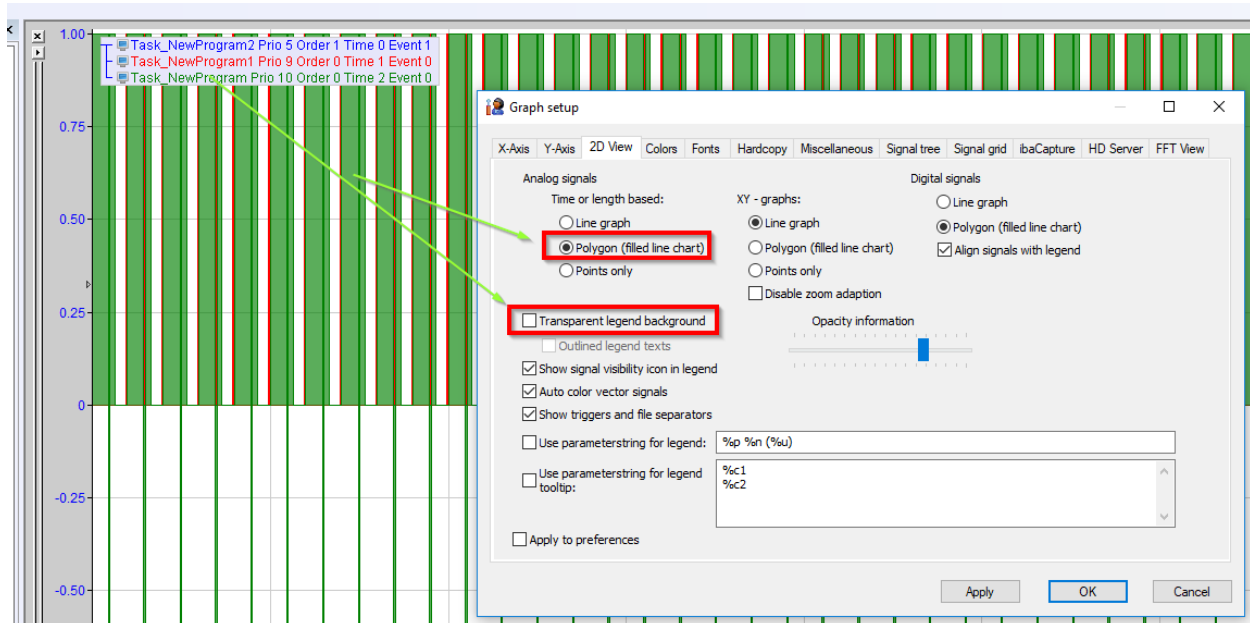 1.00
Task_NewProgram2 Prio 5 Order 1 Time 0 Event 1
Task_NewProgram1 Prio 9 Order 0 Time 1 Event 0
Task_NewProgram Prio 10 Order 0 Time 2 Event 0
0.75
0.50
0.25
0
-0.25
-0.50
Graph setup
X-Axis Y-Axis 2D View Colors Fonts Hardcopy Miscellaneous Signal tree Signal grid ibaCapture HD Server FFT View
Analog signals
Time or length based:
Line graph
Polygon (filled line chart)
Points only
XY - graphs:
Line graph
Polygon (filled line chart)
Points only
Disable zoom adaption
Digital signals
Line graph
Polygon (filled line chart)
Align signals with legend
Transparent legend background
Outlined legend texts
Opacity information
Show signal visibility icon in legend
Auto color vector signals
Show triggers and file separators
Use parameterstring for legend: %p %n (%u)
Use parameterstring for legend
tooltip:
%c1
%c2
Apply to preferences
Apply OK Cancel